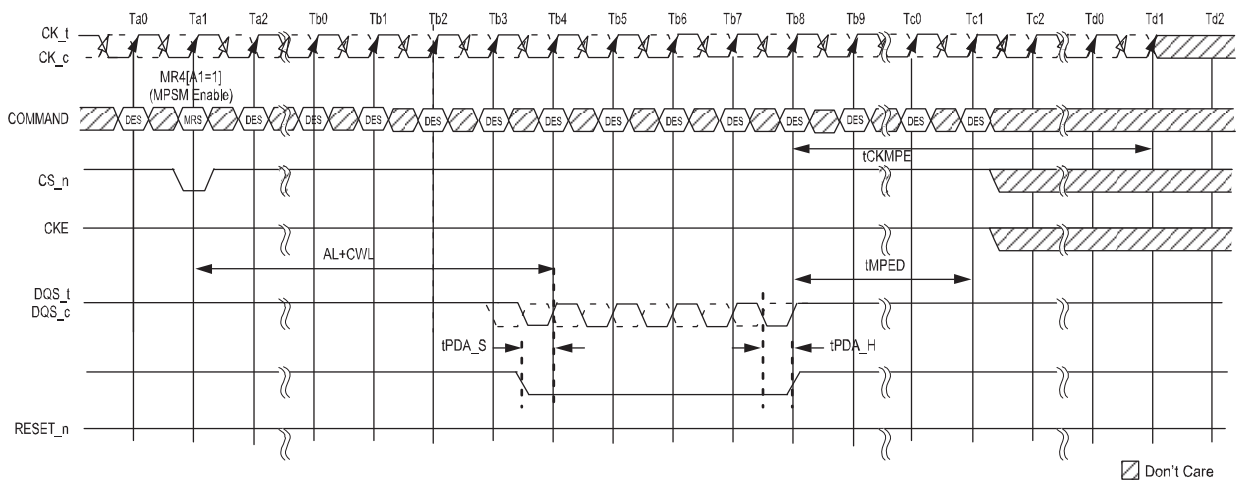 Ta0 Ta1 Ta2 Tb0 Tb1 Tb2 Tb3 Tb4 Tb5 Tb6 Tb7 Tb8 Tb9 Tc0 Tc1 Tc2 Td0 Td1 Td2
CK_t
CK_c
MR4[A1=1]
(MPSM Enable)
COMMAND DES MRS DES DES DES DES DES DES DES DES DES DES DES DES DES
tCKMPE
CS_n
CKE
AL+CWL
tMPED
DQS_t
DQS_c
tPDA_S tPDA_H
RESET_n
Don't Care